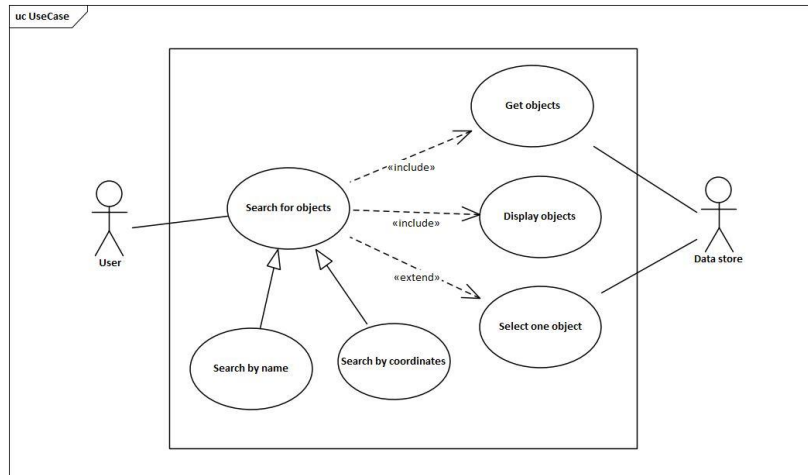 uc UseCase
Get objects
«include»
Search for objects
Display objects
«include»
User
Data store
«extend»
Select one object
Search by name
Search by coordinates